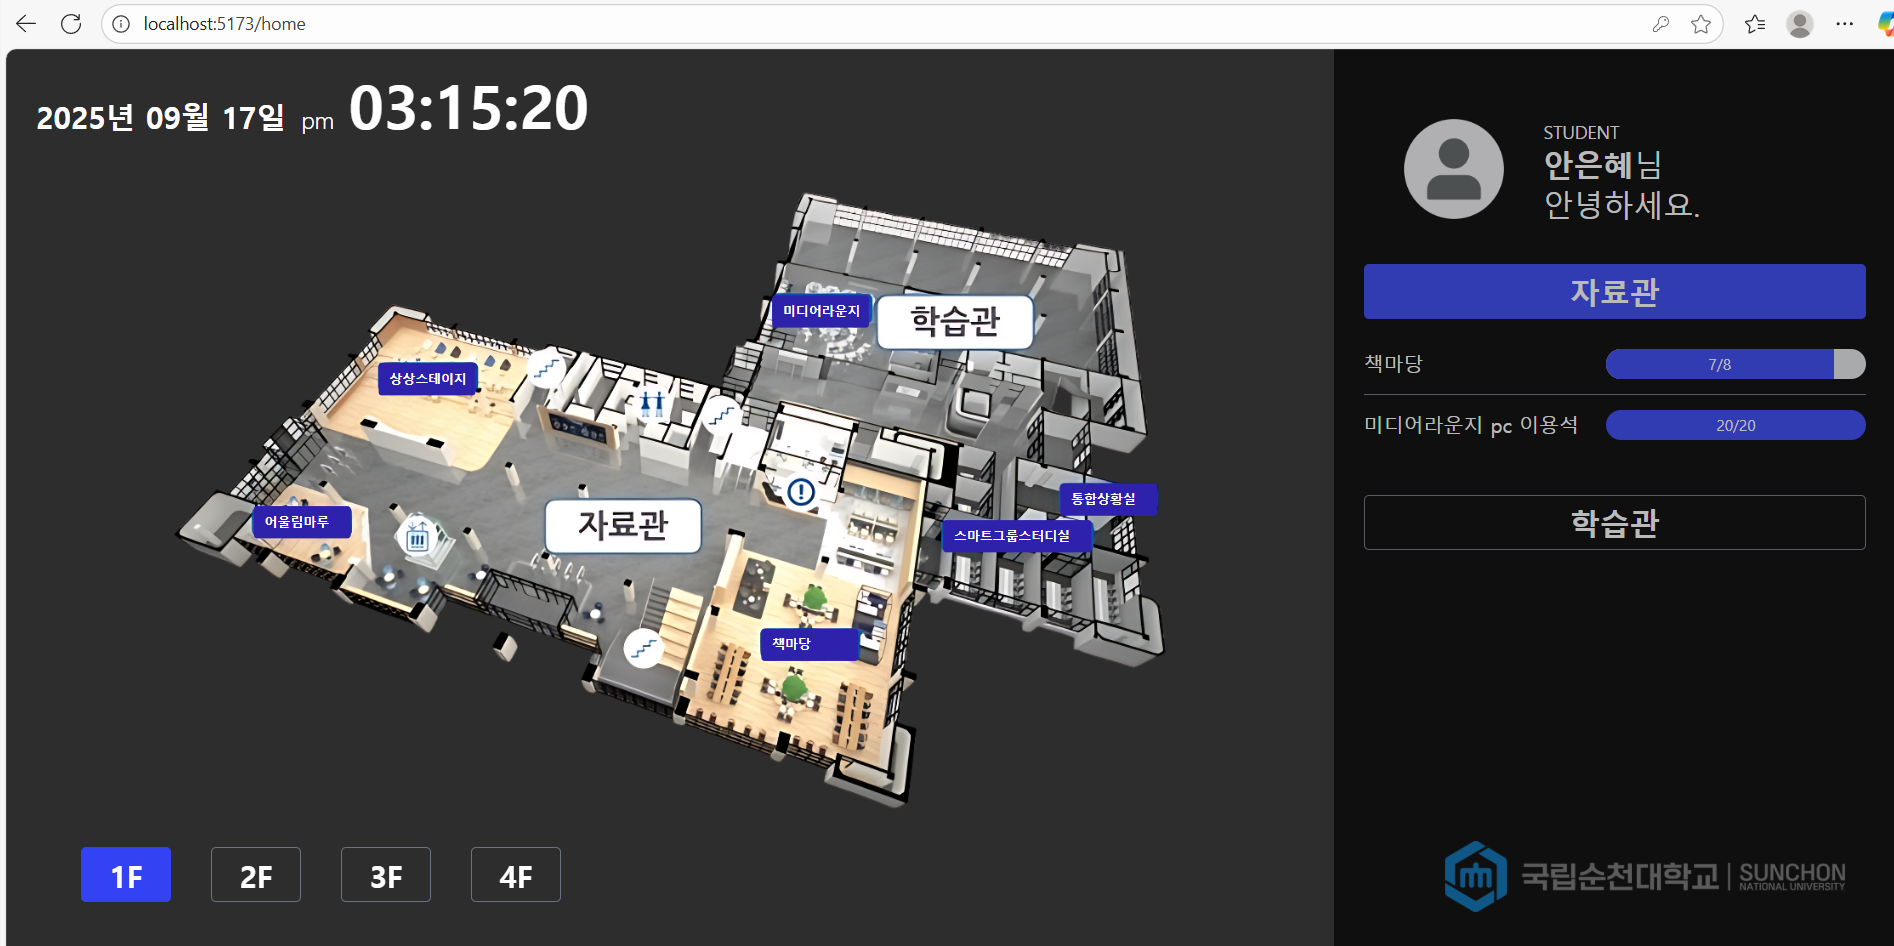 localhost:5173/home
2025년 09월 17일 pm 03:15:20
STUDENT
안은혜님
안녕하세요.
자료관
책마당 7/8
미디어라운지 pc 이용석 20/20
학습관
미디어라운지
학습관
상상스테이지
어울림마루
자료관
통합상황실
스마트그룹스터디실
책마당
1F 2F 3F 4F
국립순천대학교 SUNCHON
NATIONAL UNIVERSITY